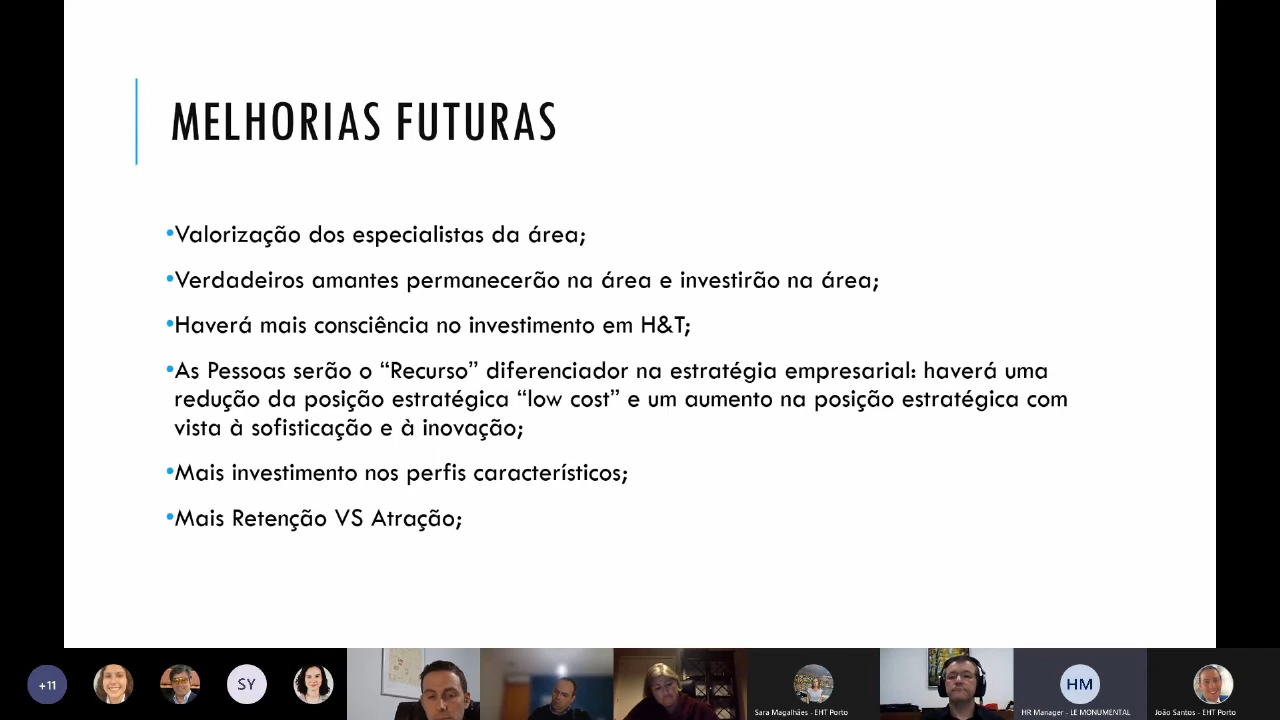 MELHORIAS FUTURAS
•Valorização dos especialistas da área;
•Verdadeiros amantes permanecerão na área e investirão na área;
•Haverá mais consciência no investimento em H&T;
•As Pessoas serão o “Recurso” diferenciador na estratégia empresarial: haverá uma
redução da posição estratégica “low cost” e um aumento na posição estratégica com
vista à sofisticação e à inovação;
•Mais investimento nos perfis característicos;
•Mais Retenção VS Atração;
+11
SY
HM
Sara Magalhães - EHT Porto
HR Manager - LE MONUMENTAL
João Santos - EHT Porto